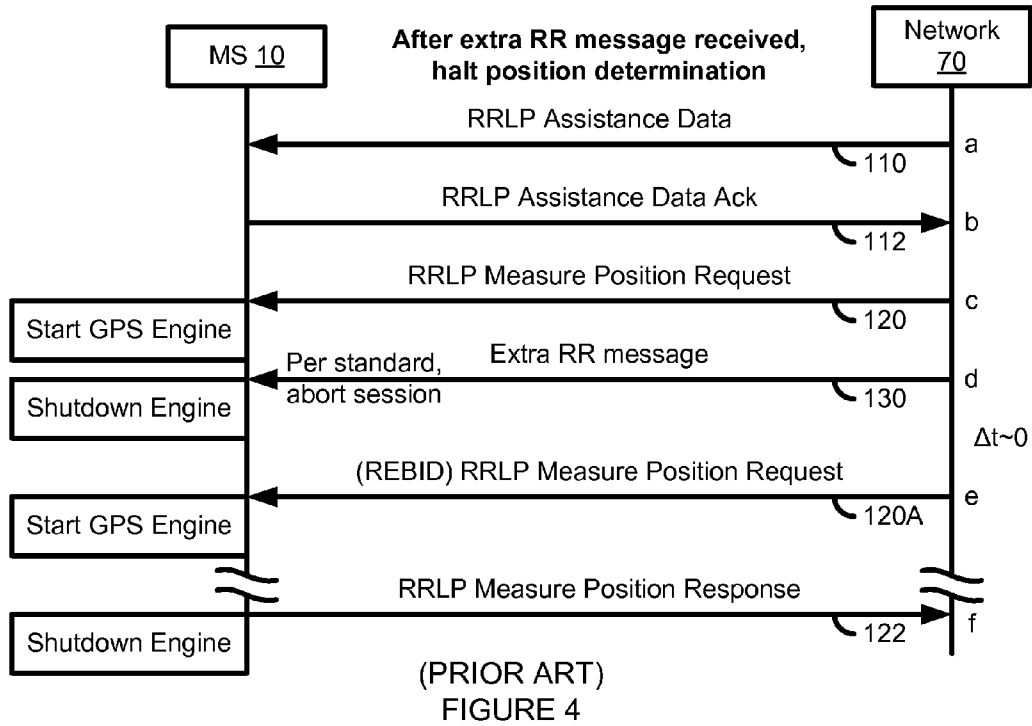 MS 10
After extra RR message received,
halt position determination
Network
70
RRLP Assistance Data
a
110
RRLP Assistance Data Ack
b
112
RRLP Measure Position Request
c
Start GPS Engine
120
Per standard,
abort session
Extra RR message
d
Shutdown Engine
130
Δt~0
(REBID) RRLP Measure Position Request
e
Start GPS Engine
120A
RRLP Measure Position Response
f
Shutdown Engine
122
(PRIOR ART)
FIGURE 4